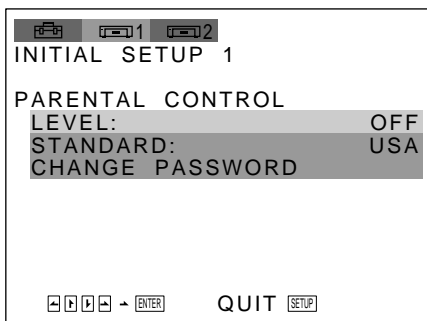 1 2
INITIAL SETUP 1
PARENTAL CONTROL
LEVEL: OFF
STANDARD: USA
CHANGE PASSWORD
ENTER QUIT SETUP